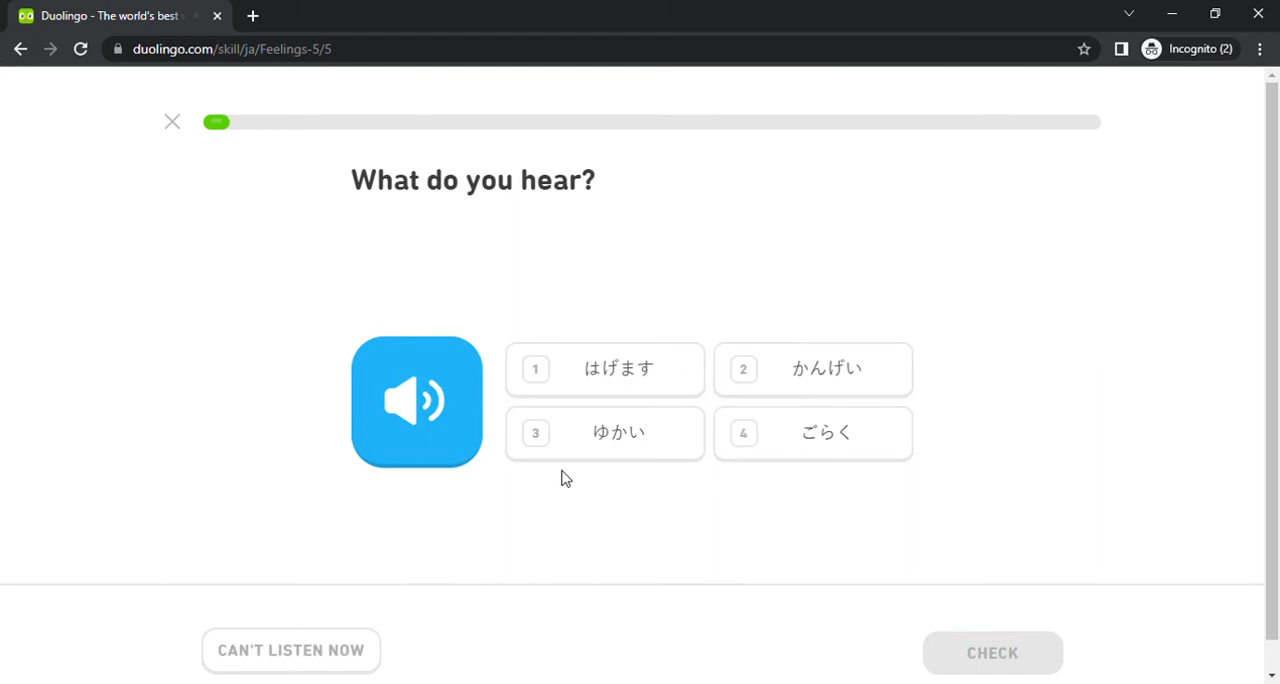 Duolingo - The world's best
duolingo.com/skill/ja/Feelings-5/5
Incognito (2)
What do you hear?
1 はげます
2 かんげい
3 ゆかい
4 ごらく
CAN'T LISTEN NOW
CHECK